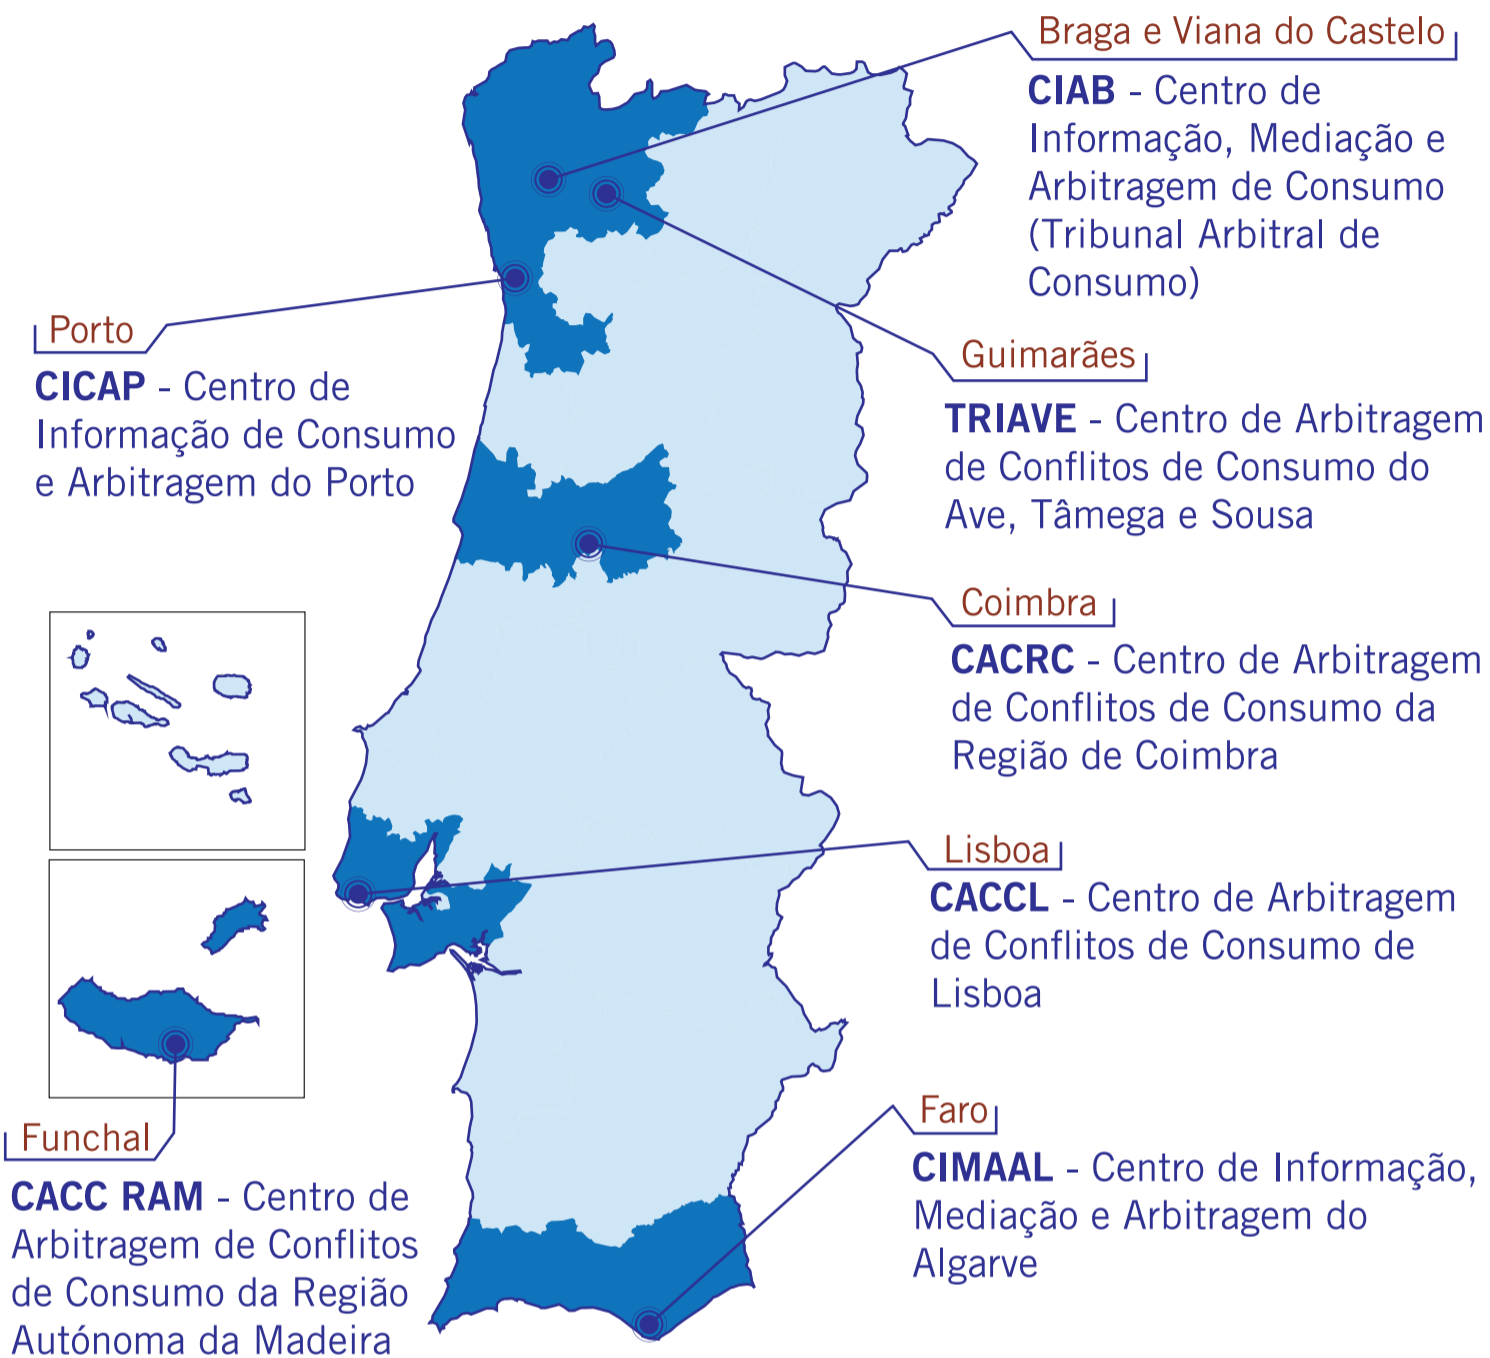 Braga e Viana do Castelo
CIAB - Centro de
Informação, Mediação e
Arbitragem de Consumo
(Tribunal Arbitral de
Consumo)
Porto
CICAP - Centro de
Informação de Consumo
e Arbitragem do Porto
Guimarães
TRIAVE - Centro de Arbitragem
de Conflitos de Consumo do
Ave, Tâmega e Sousa
Coimbra
CACRC - Centro de Arbitragem
de Conflitos de Consumo da
Região de Coimbra
Lisboa
CACCL - Centro de Arbitragem
de Conflitos de Consumo de
Lisboa
Funchal
CACC RAM - Centro de
Arbitragem de Conflitos
de Consumo da Região
Autónoma da Madeira
Faro
CIMAAL - Centro de Informação,
Mediação e Arbitragem do
Algarve